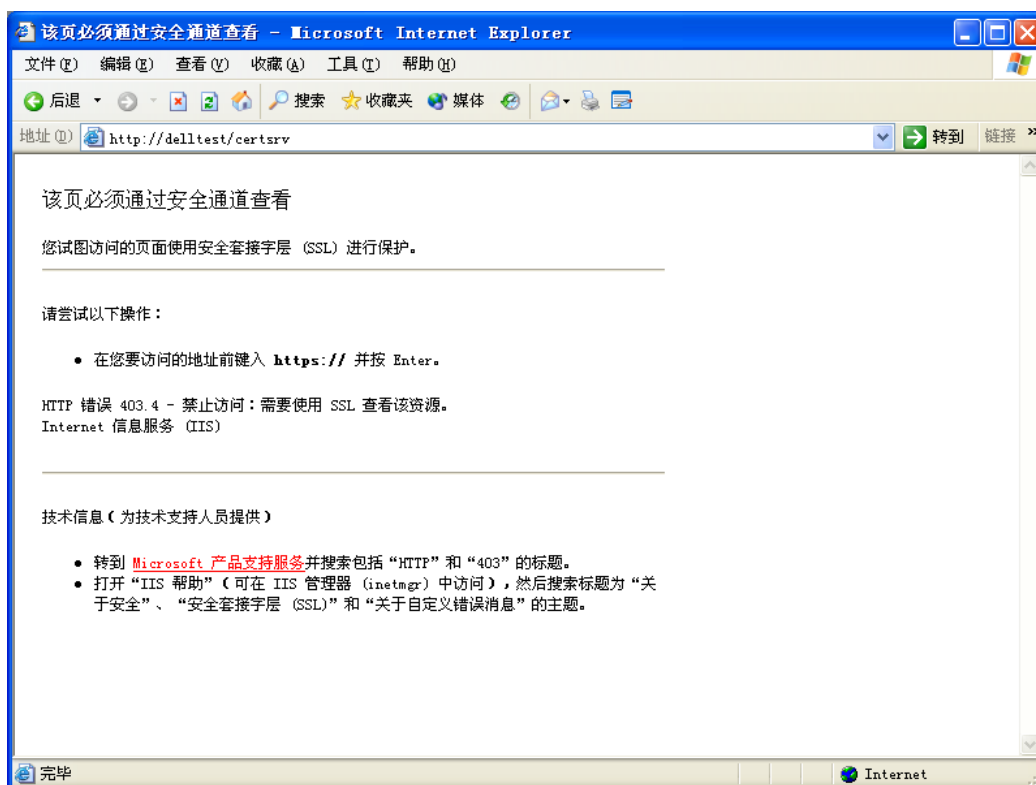 该页必须通过安全通道查看 - Microsoft Internet Explorer
文件(F) 编辑(E) 查看(V) 收藏(A) 工具(T) 帮助(H)
后退 搜索 收藏夹 媒体
地址(D) http://delltest/certsrv 转到 链接 »
该页必须通过安全通道查看
您试图访问的页面使用安全套接字层 (SSL) 进行保护。
请尝试以下操作：
● 在您要访问的地址前键入 https:// 并按 Enter。
HTTP 错误 403.4 - 禁止访问：需要使用 SSL 查看该资源。
Internet 信息服务 (IIS)
技术信息（为技术支持人员提供）
● 转到 Microsoft 产品支持服务并搜索包括“HTTP”和“403”的标题。
● 打开“IIS 帮助”（可在 IIS 管理器 (inetmgr) 中访问），然后搜索标题为“关
于安全”、“安全套接字层 (SSL)”和“关于自定义错误消息”的主题。
完毕 Internet